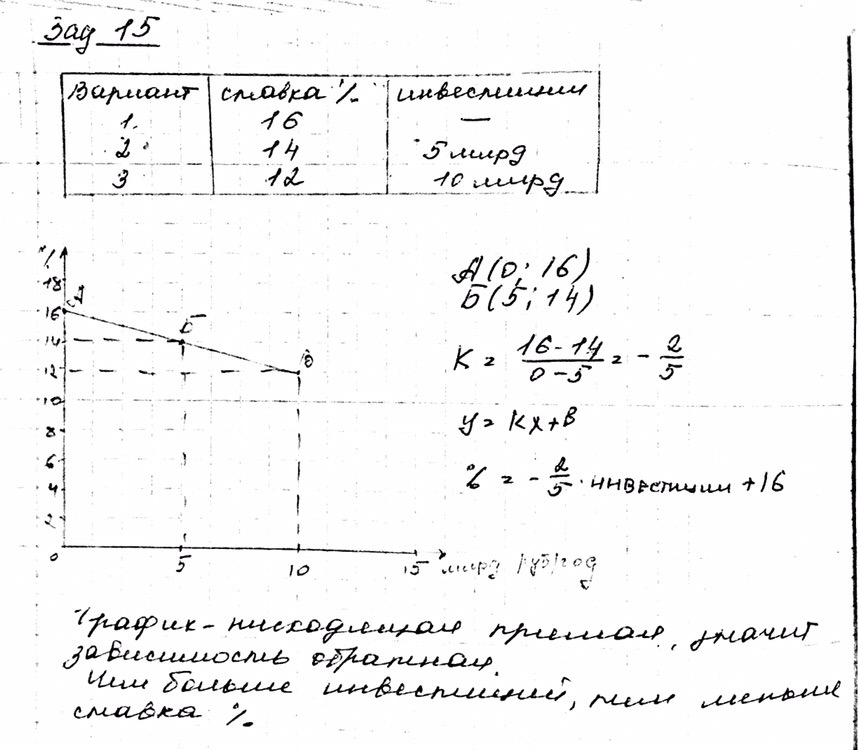 Зад 15
Вариант ставка % инвестиции
1. 16 —
2 14 5 млрд
3 12 10 млрд
%
18
16
14
12
10
8
6
4
2
0
А
Б
В
5 10 15 млрд руб/год
А(0; 16)
Б(5; 14)
К = 16-14 / 0-5 = - 2/5
y = Kx+B
% = - 2/5 · инвестиции +16
График - нисходящая прямая, значит
зависимость обратная.
Чем больше инвестиций, тем меньше
ставка %.